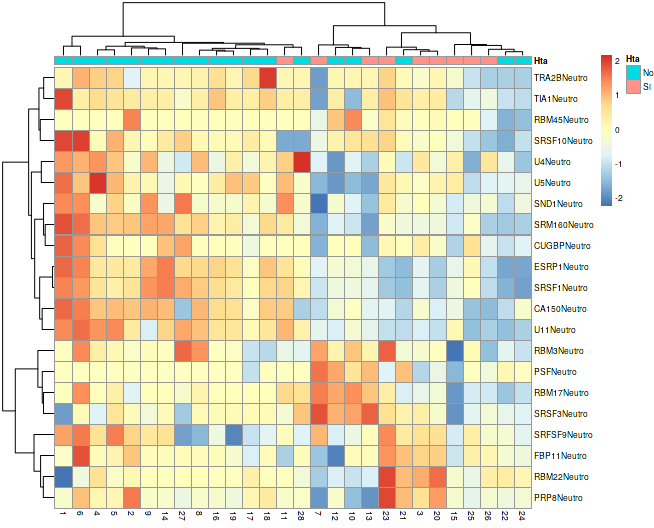 Hta
TRA2BNeutro
TIA1Neutro
RBM45Neutro
SRSF10Neutro
U4Neutro
U5Neutro
SND1Neutro
SRM160Neutro
CUGBPNeutro
ESRP1Neutro
SRSF1Neutro
CA150Neutro
U11Neutro
RBM3Neutro
PSFNeutro
RBM17Neutro
SRSF3Neutro
SRFSF9Neutro
FBP11Neutro
RBM22Neutro
PRP8Neutro
1 6 4 5 2 9 14 27 8 16 19 17 18 11 28 7 12 10 13 23 21 3 20 15 25 26 22 24
2
1
0
-1
-2
Hta
No
Si